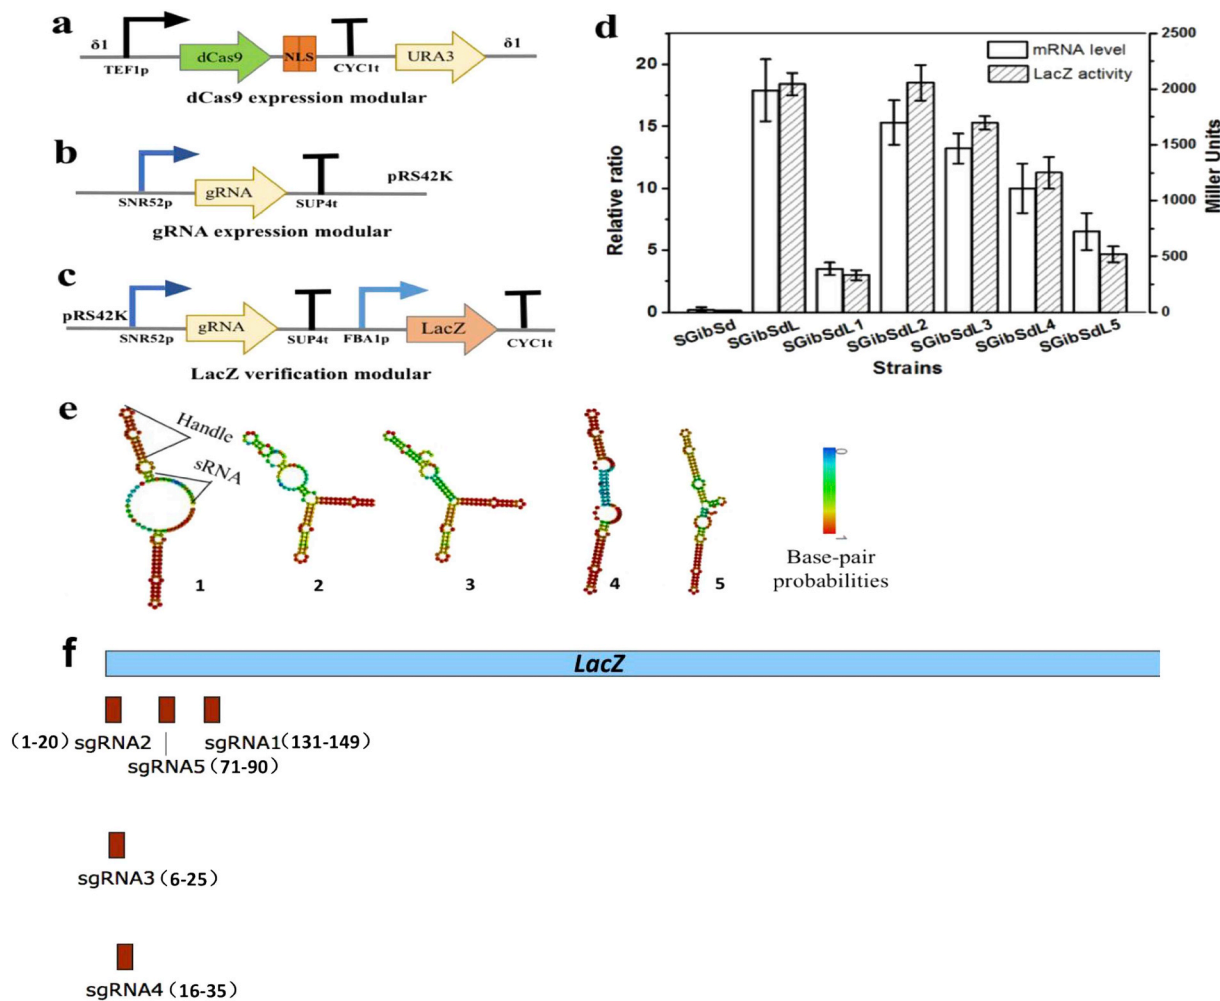 a
δ1
TEF1p
dCas9
NLS
CYC1t
URA3
δ1
dCas9 expression modular
b
SNR52p
gRNA
SUP4t
pRS42K
gRNA expression modular
c
pRS42K
SNR52p
gRNA
SUP4t
FBA1p
LacZ
CYC1t
LacZ verification modular
d
mRNA level
LacZ activity
Relative ratio
20
15
10
5
0
Miller Units
2500
2000
1500
1000
500
0
SGibSd
SGibSdL
SGibSdL1
SGibSdL2
SGibSdL3
SGibSdL4
SGibSdL5
Strains
e
Handle
sRNA
1
2
3
4
5
0
1
Base-pair
probabilities
f
LacZ
(1-20) sgRNA2
sgRNA1(131-149)
sgRNA5(71-90)
sgRNA3(6-25)
sgRNA4(16-35)